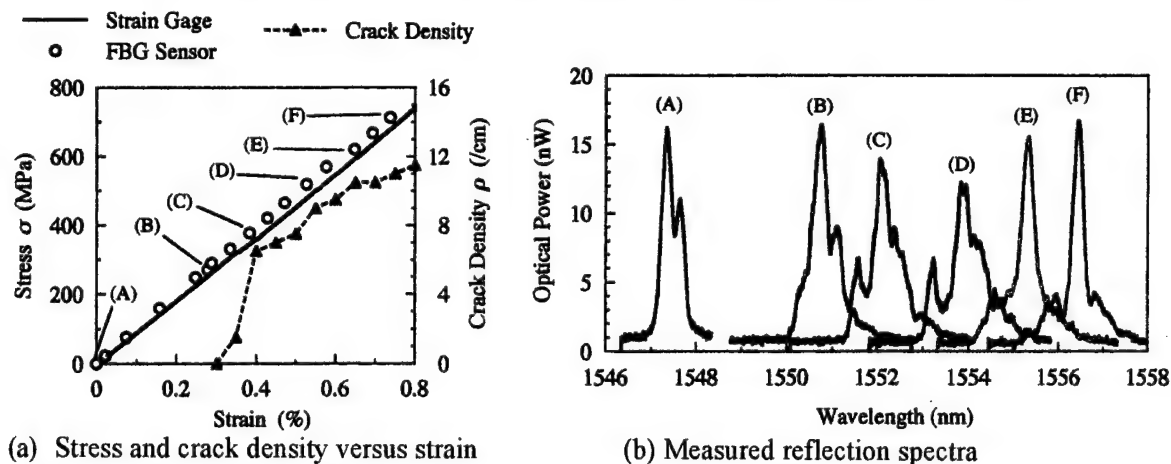 Strain Gage
FBG Sensor
Crack Density
800
600
400
200
0
Stress σ (MPa)
(A)
(B)
(C)
(D)
(E)
(F)
16
12
8
4
0
Crack Density ρ (/cm)
0 0.2 0.4 0.6 0.8
Strain (%)
(a) Stress and crack density versus strain
20
15
10
5
0
Optical Power (nW)
(A)
(B)
(C)
(D)
(E)
(F)
1546 1548 1550 1552 1554 1556 1558
Wavelength (nm)
(b) Measured reflection spectra